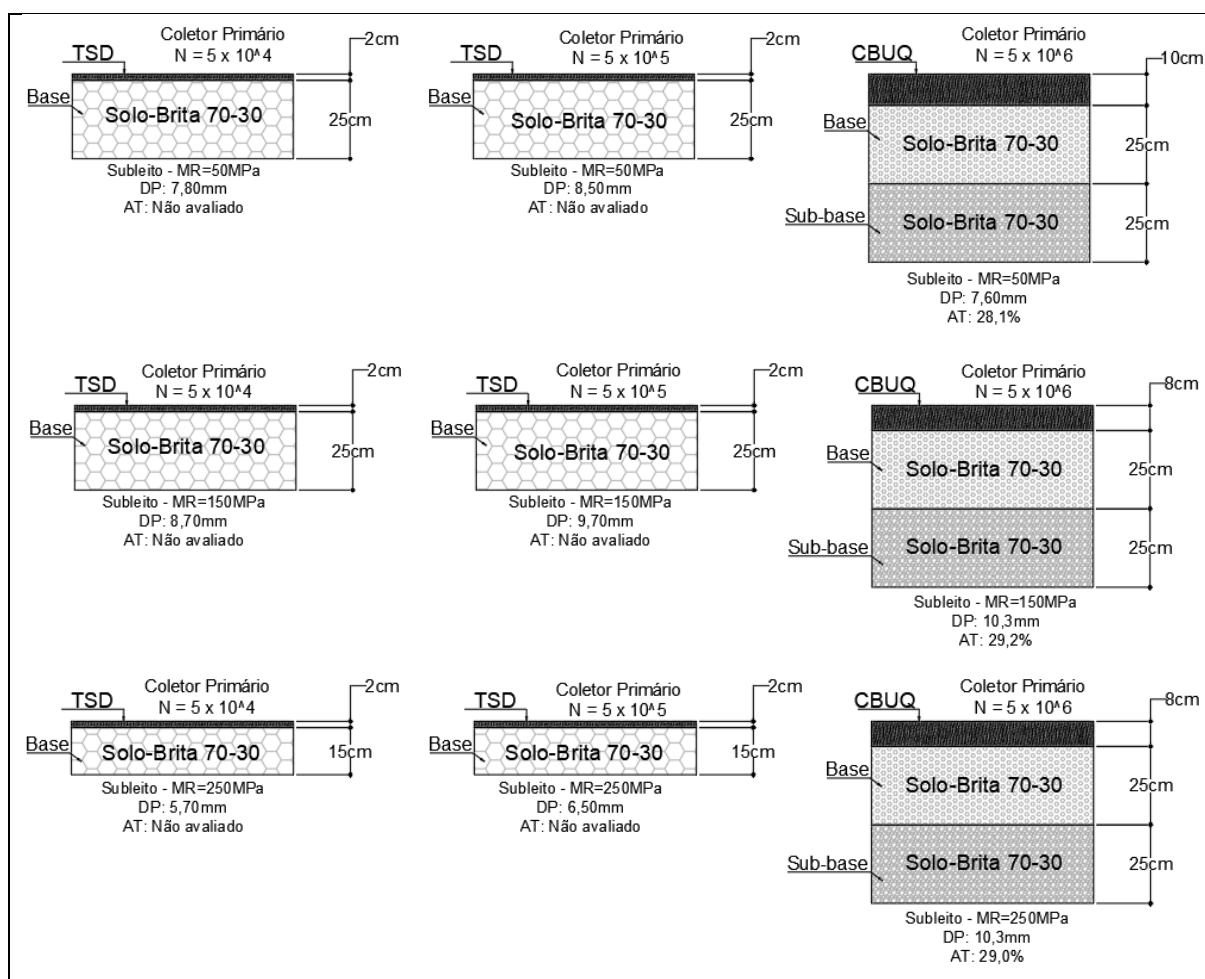 Coletor Primário
N = 5 x 10^4
TSD
2cm
Base
Solo-Brita 70-30
25cm
Subleito - MR=50MPa
DP: 7,80mm
AT: Não avaliado
Coletor Primário
N = 5 x 10^5
TSD
2cm
Base
Solo-Brita 70-30
25cm
Subleito - MR=50MPa
DP: 8,50mm
AT: Não avaliado
Coletor Primário
N = 5 x 10^6
CBUQ
10cm
Base
Solo-Brita 70-30
25cm
Sub-base
Solo-Brita 70-30
25cm
Subleito - MR=50MPa
DP: 7,60mm
AT: 28,1%
Coletor Primário
N = 5 x 10^4
TSD
2cm
Base
Solo-Brita 70-30
25cm
Subleito - MR=150MPa
DP: 8,70mm
AT: Não avaliado
Coletor Primário
N = 5 x 10^5
TSD
2cm
Base
Solo-Brita 70-30
25cm
Subleito - MR=150MPa
DP: 9,70mm
AT: Não avaliado
Coletor Primário
N = 5 x 10^6
CBUQ
8cm
Base
Solo-Brita 70-30
25cm
Sub-base
Solo-Brita 70-30
25cm
Subleito - MR=150MPa
DP: 10,3mm
AT: 29,2%
Coletor Primário
N = 5 x 10^4
TSD
2cm
Base
Solo-Brita 70-30
15cm
Subleito - MR=250MPa
DP: 5,70mm
AT: Não avaliado
Coletor Primário
N = 5 x 10^5
TSD
2cm
Base
Solo-Brita 70-30
15cm
Subleito - MR=250MPa
DP: 6,50mm
AT: Não avaliado
Coletor Primário
N = 5 x 10^6
CBUQ
8cm
Base
Solo-Brita 70-30
25cm
Sub-base
Solo-Brita 70-30
25cm
Subleito - MR=250MPa
DP: 10,3mm
AT: 29,0%